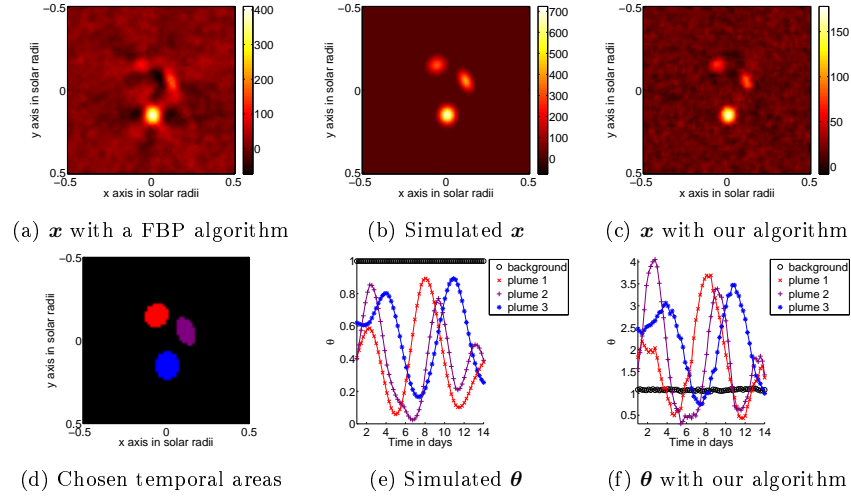 −0.5
0
0.5
−0.5
0
0.5
y axis in solar radii
x axis in solar radii
400
300
200
100
0
(a) x with a FBP algorithm
−0.5
0
0.5
−0.5
0
0.5
y axis in solar radii
x axis in solar radii
700
600
500
400
300
200
100
0
(b) Simulated x
−0.5
0
0.5
−0.5
0
0.5
y axis in solar radii
x axis in solar radii
150
100
50
0
(c) x with our algorithm
−0.5
0
0.5
−0.5
0
0.5
y axis in solar radii
x axis in solar radii
(d) Chosen temporal areas
1
0.8
0.6
0.4
0.2
0
θ
2 4 6 8 10 12 14
Time in days
background
plume 1
plume 2
plume 3
(e) Simulated θ
4
3.5
3
2.5
2
1.5
1
0.5
θ
2 4 6 8 10 12 14
Time in days
background
plume 1
plume 2
plume 3
(f) θ with our algorithm